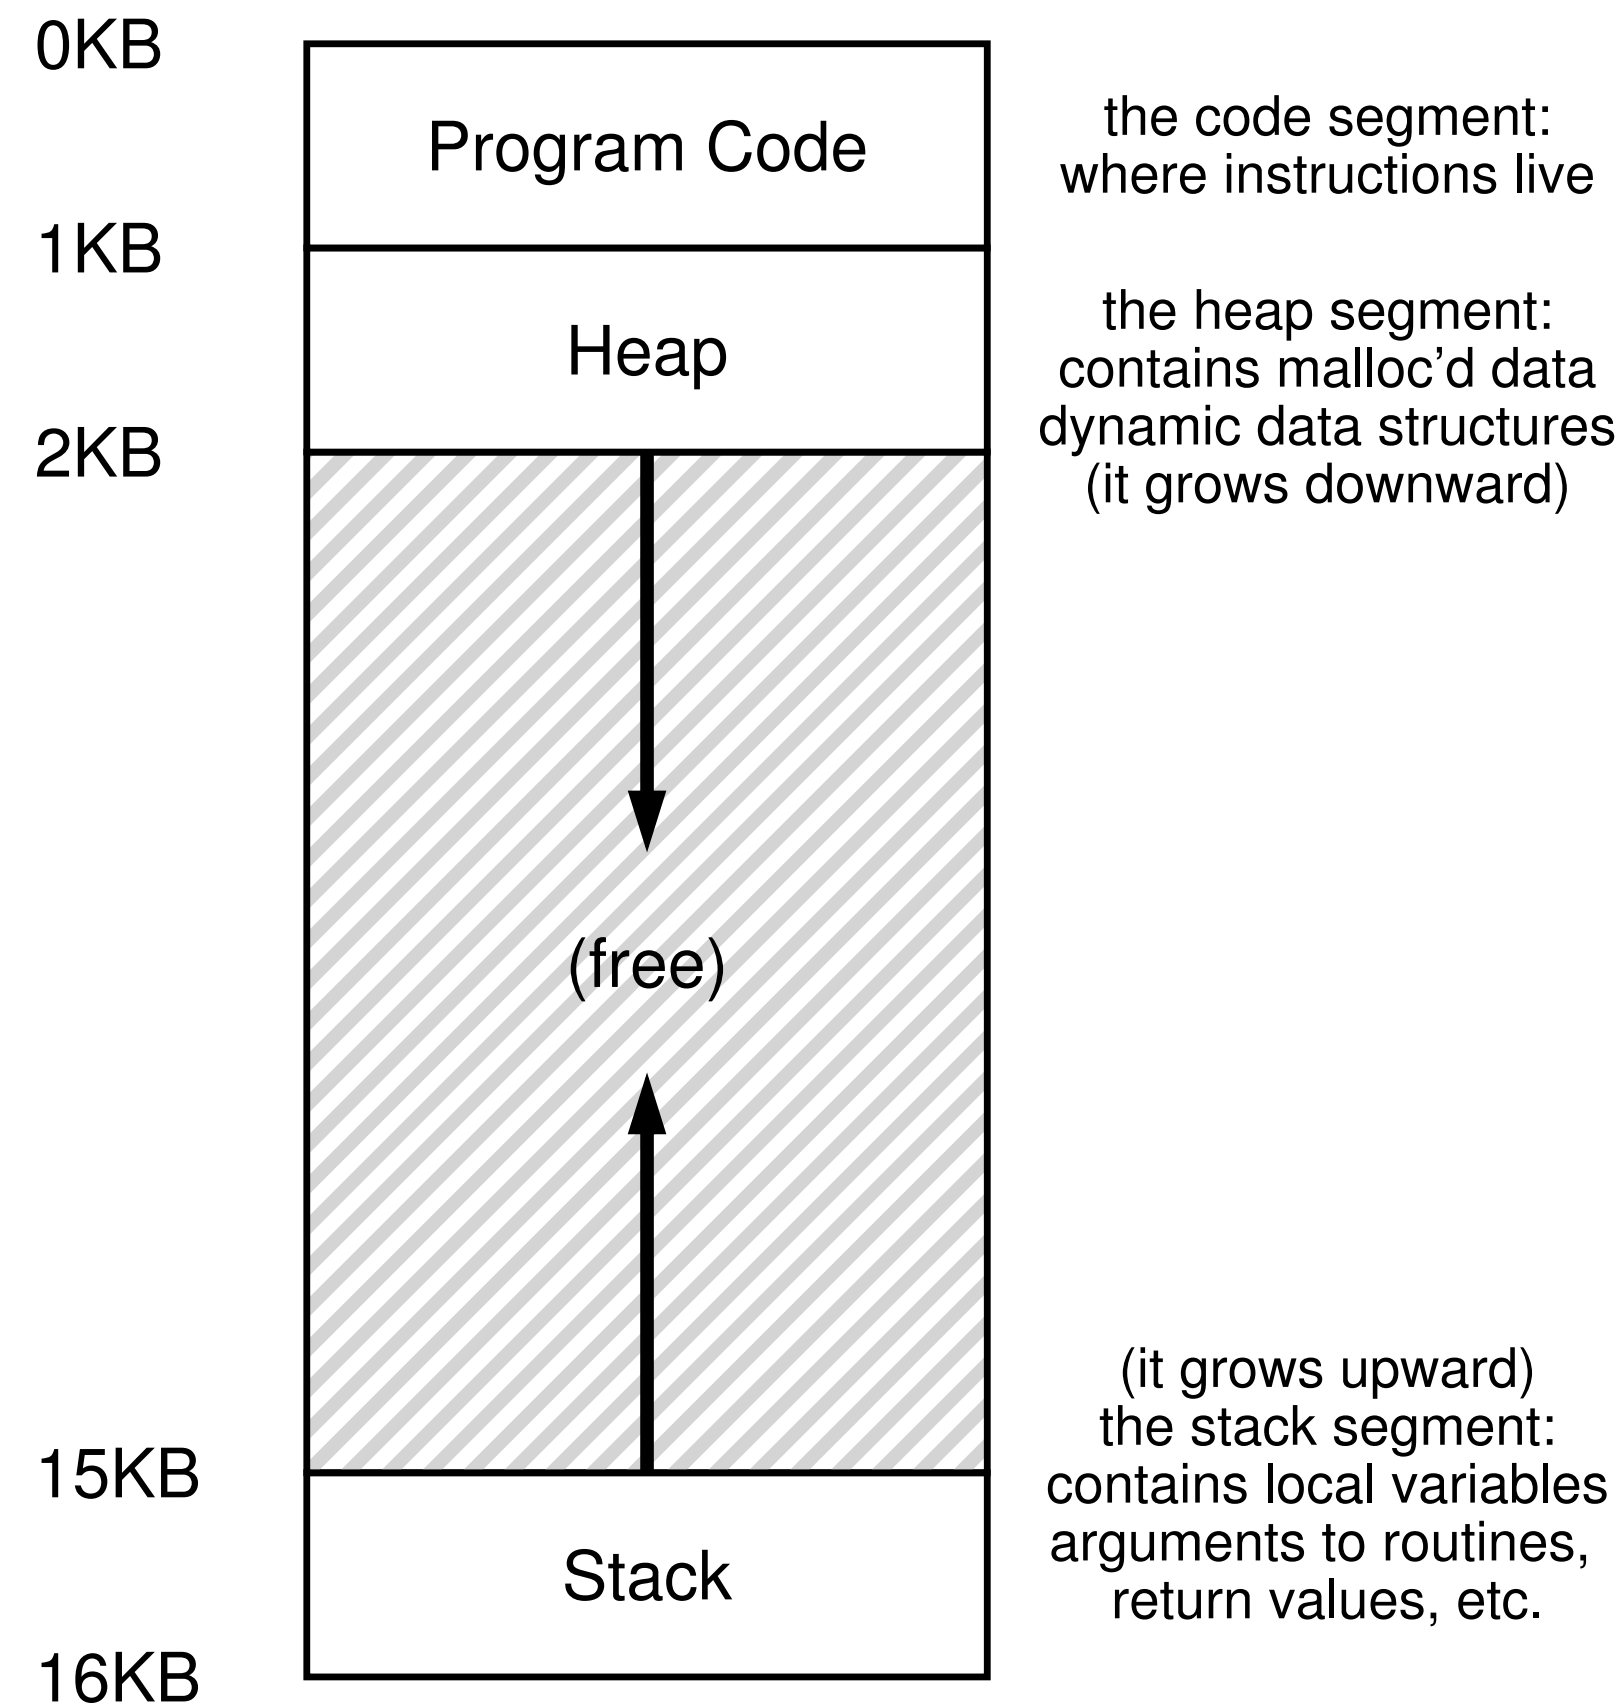 0KB
Program Code
the code segment:
where instructions live
1KB
Heap
the heap segment:
contains malloc’d data
dynamic data structures
(it grows downward)
2KB
(free)
15KB
(it grows upward)
the stack segment:
contains local variables
arguments to routines,
return values, etc.
Stack
16KB